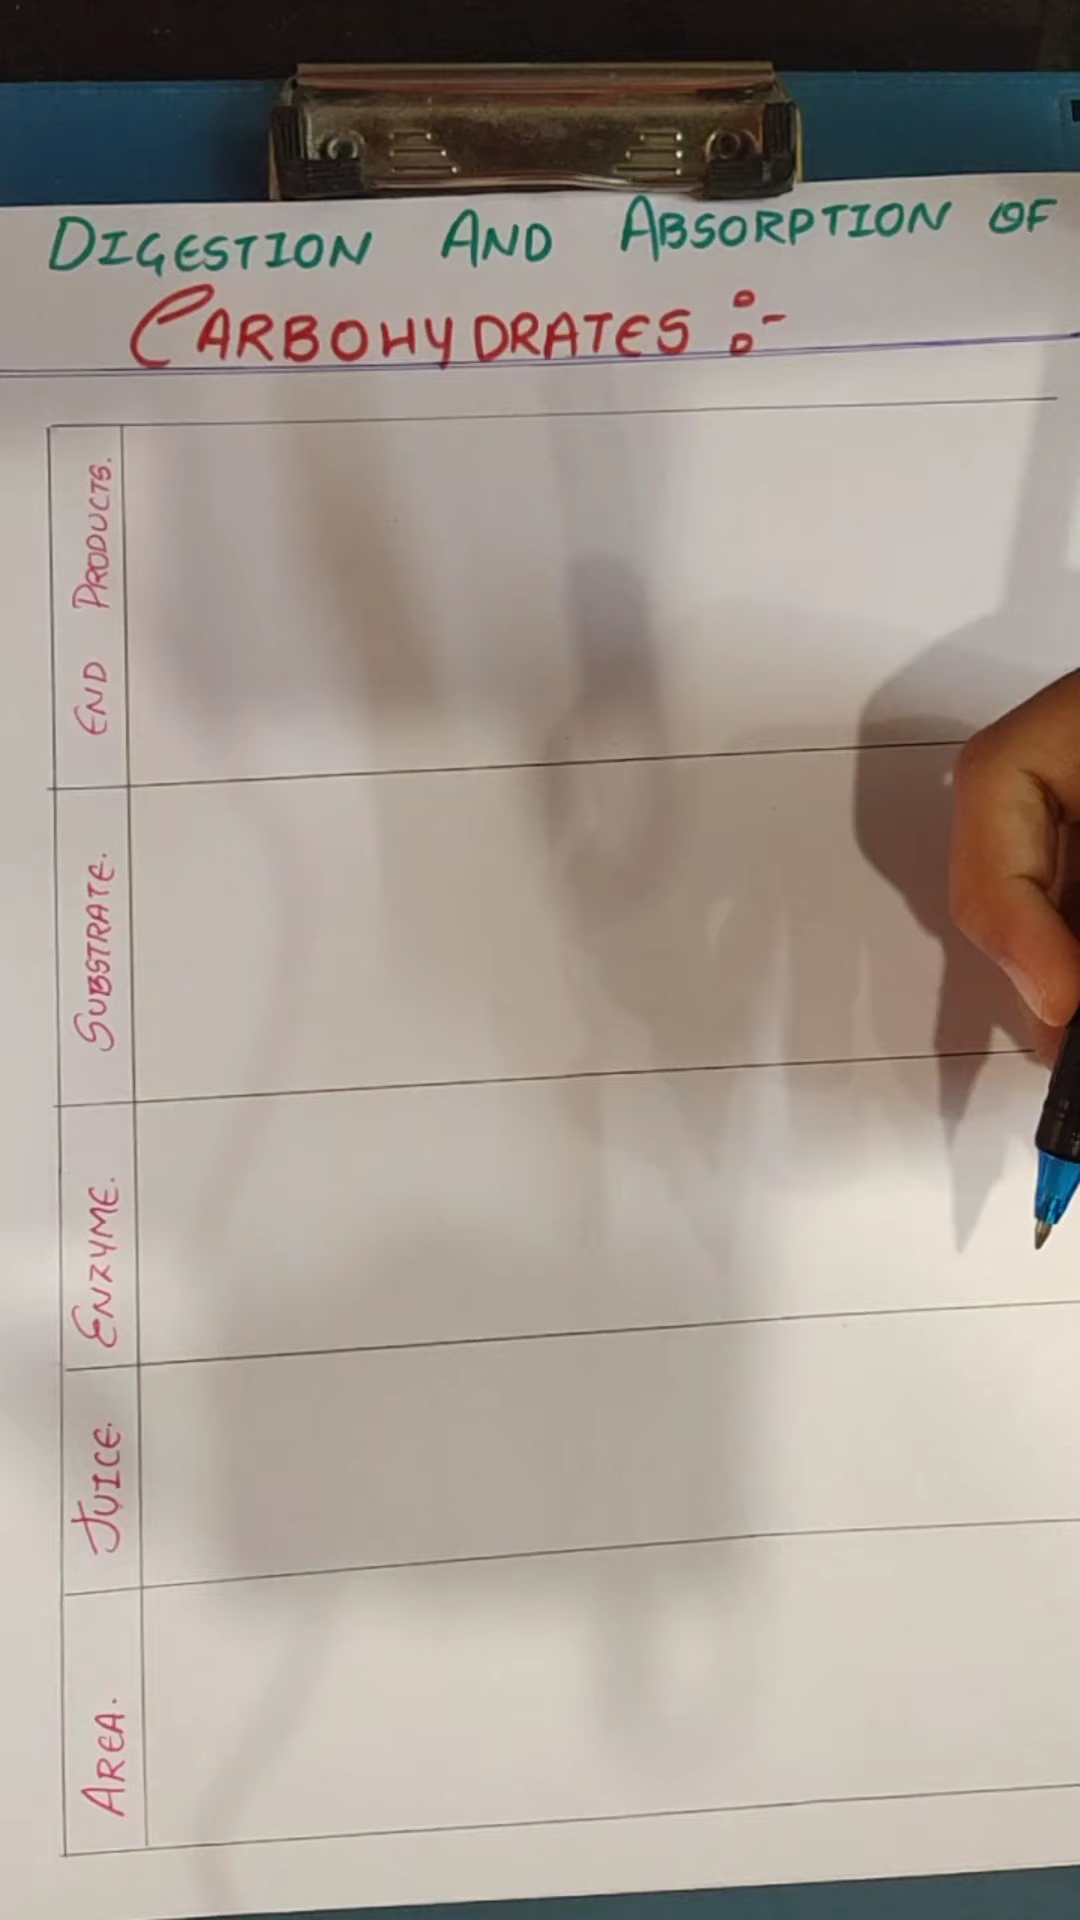 DIGESTION AND ABSORPTION OF
CARBOHYDRATES :-
AREA.
JUICE.
ENZYME.
SUBSTRATE.
END PRODUCTS.